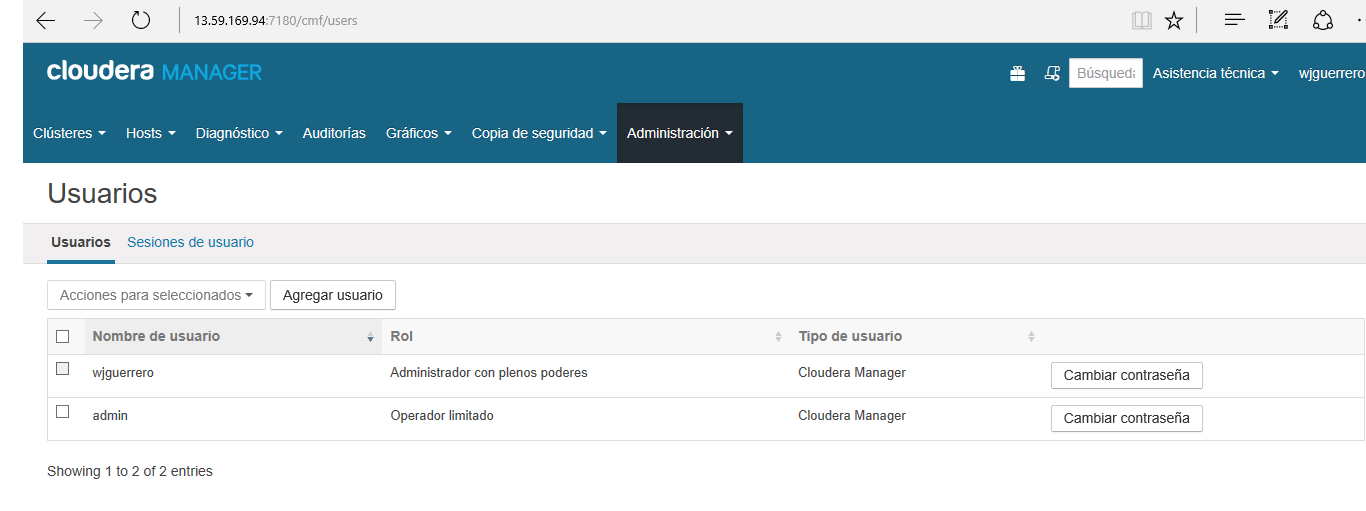 13.59.169.94:7180/cmf/users
cloudera MANAGER
Búsqueda Asistencia técnica wjguerrero
Clústeres Hosts Diagnóstico Auditorías Gráficos Copia de seguridad Administración
Usuarios
Usuarios Sesiones de usuario
Acciones para seleccionados Agregar usuario
Nombre de usuario Rol Tipo de usuario
wjguerrero Administrador con plenos poderes Cloudera Manager Cambiar contraseña
admin Operador limitado Cloudera Manager Cambiar contraseña
Showing 1 to 2 of 2 entries